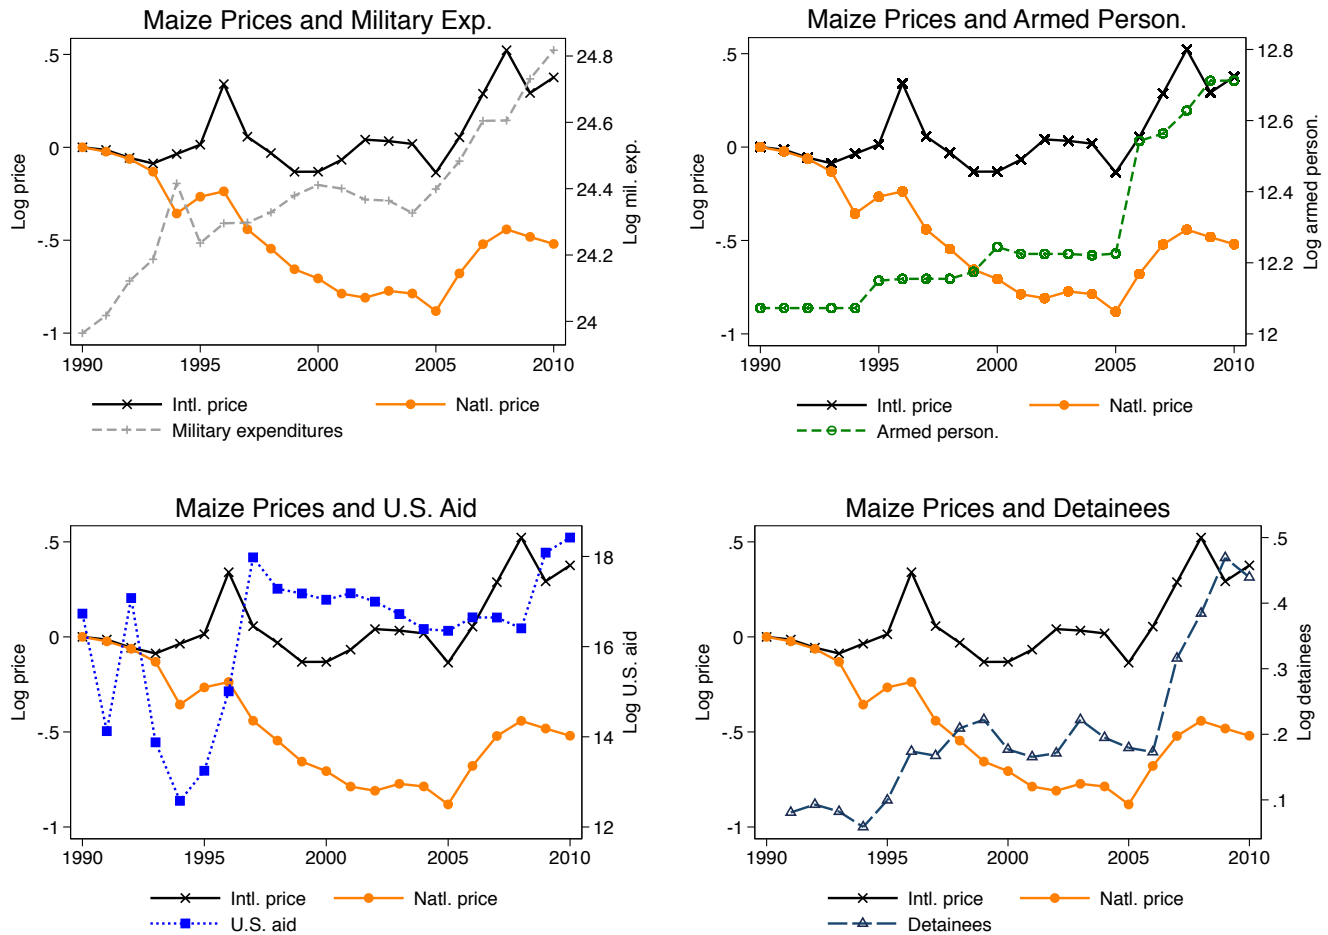 Maize Prices and Military Exp.
.5
0
-.5
-1
Log price
24.8
24.6
24.4
24.2
24
Log mil. exp.
1990 1995 2000 2005 2010
Intl. price Natl. price
Military expenditures
Maize Prices and Armed Person.
.5
0
-.5
-1
Log price
12.8
12.6
12.4
12.2
12
Log armed person.
1990 1995 2000 2005 2010
Intl. price Natl. price
Armed person.
Maize Prices and U.S. Aid
.5
0
-.5
-1
Log price
18
16
14
12
Log U.S. aid
1990 1995 2000 2005 2010
Intl. price Natl. price
U.S. aid
Maize Prices and Detainees
.5
0
-.5
-1
Log price
.5
.4
.3
.2
.1
Log detainees
1990 1995 2000 2005 2010
Intl. price Natl. price
Detainees